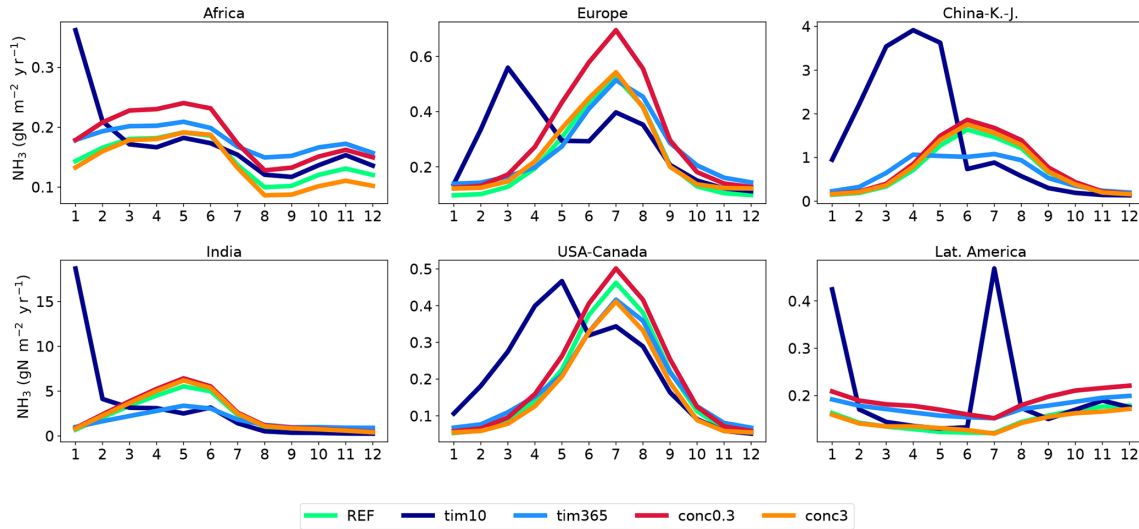 Africa
Europe
China-K.-J.
NH₃ (gN m⁻² yr⁻¹)
0.3
0.2
0.1
0.6
0.4
0.2
4
3
2
1
0
1 2 3 4 5 6 7 8 9 10 11 12
1 2 3 4 5 6 7 8 9 10 11 12
1 2 3 4 5 6 7 8 9 10 11 12
India
USA-Canada
Lat. America
NH₃ (gN m⁻² yr⁻¹)
15
10
5
0
0.5
0.4
0.3
0.2
0.1
0.4
0.3
0.2
1 2 3 4 5 6 7 8 9 10 11 12
1 2 3 4 5 6 7 8 9 10 11 12
1 2 3 4 5 6 7 8 9 10 11 12
REF tim10 tim365 conc0.3 conc3